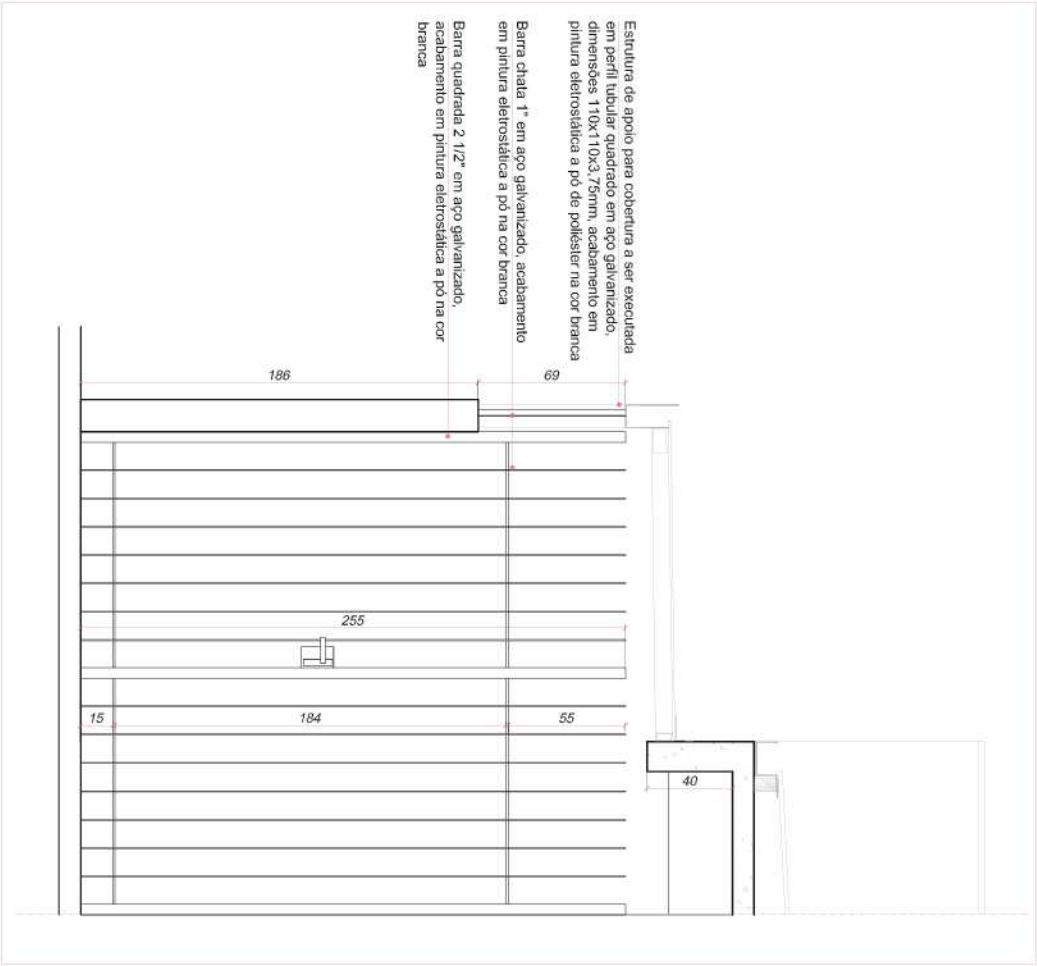 Estrutura de apoio para cobertura a ser executada
em perfil tubular quadrado em aço galvanizado,
dimensões 110x110x3,75mm, acabamento em
pintura eletrostática a pó de poliéster na cor branca
Barra chata 1" em aço galvanizado, acabamento
em pintura eletrostática a pó na cor branca
Barra quadrada 2 1/2" em aço galvanizado,
acabamento em pintura eletrostática a pó na cor
branca
186
69
255
15
184
55
40